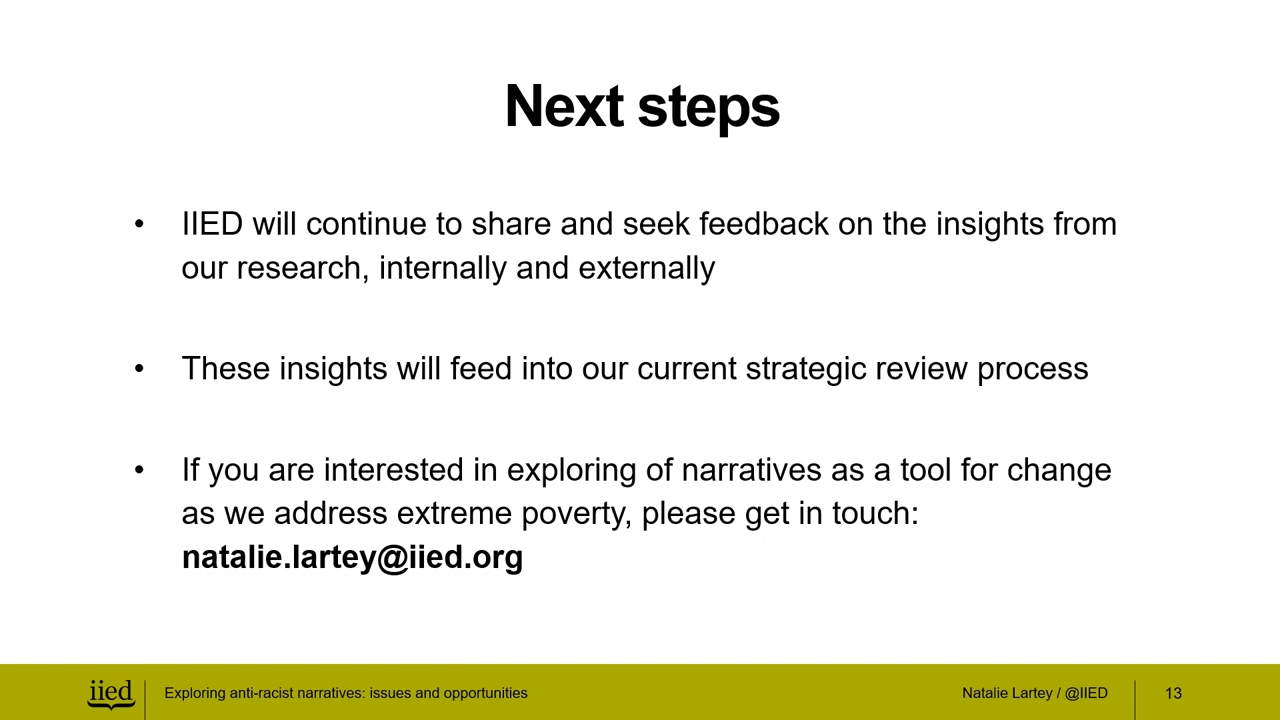 Next steps
• IIED will continue to share and seek feedback on the insights from
our research, internally and externally
• These insights will feed into our current strategic review process
• If you are interested in exploring of narratives as a tool for change
as we address extreme poverty, please get in touch:
natalie.lartey@iied.org
iied
Exploring anti-racist narratives: issues and opportunities
Natalie Lartey / @IIED
13